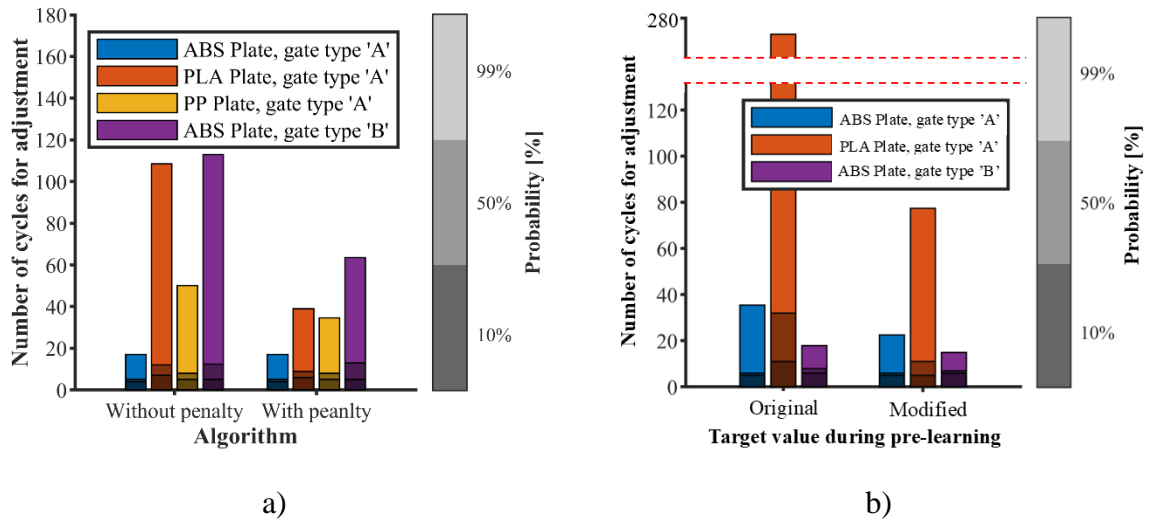 180
160
140
120
100
80
60
40
20
0
Number of cycles for adjustment
ABS Plate, gate type 'A'
PLA Plate, gate type 'A'
PP Plate, gate type 'A'
ABS Plate, gate type 'B'
Without penalty
With peanlty
Algorithm
99%
50%
10%
Probability [%]
a)
280
120
100
80
60
40
20
0
Number of cycles for adjustment
ABS Plate, gate type 'A'
PLA Plate, gate type 'A'
ABS Plate, gate type 'B'
Original
Modified
Target value during pre-learning
99%
50%
10%
Probability [%]
b)